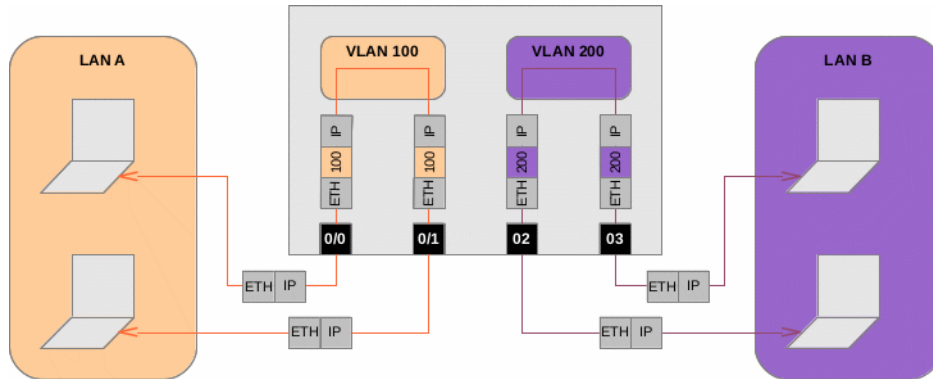 LAN A
VLAN 100
VLAN 200
LAN B
IP
IP
IP
IP
100
100
200
200
ETH
ETH
ETH
ETH
0/0
0/1
02
03
ETH IP
ETH IP
ETH IP
ETH IP